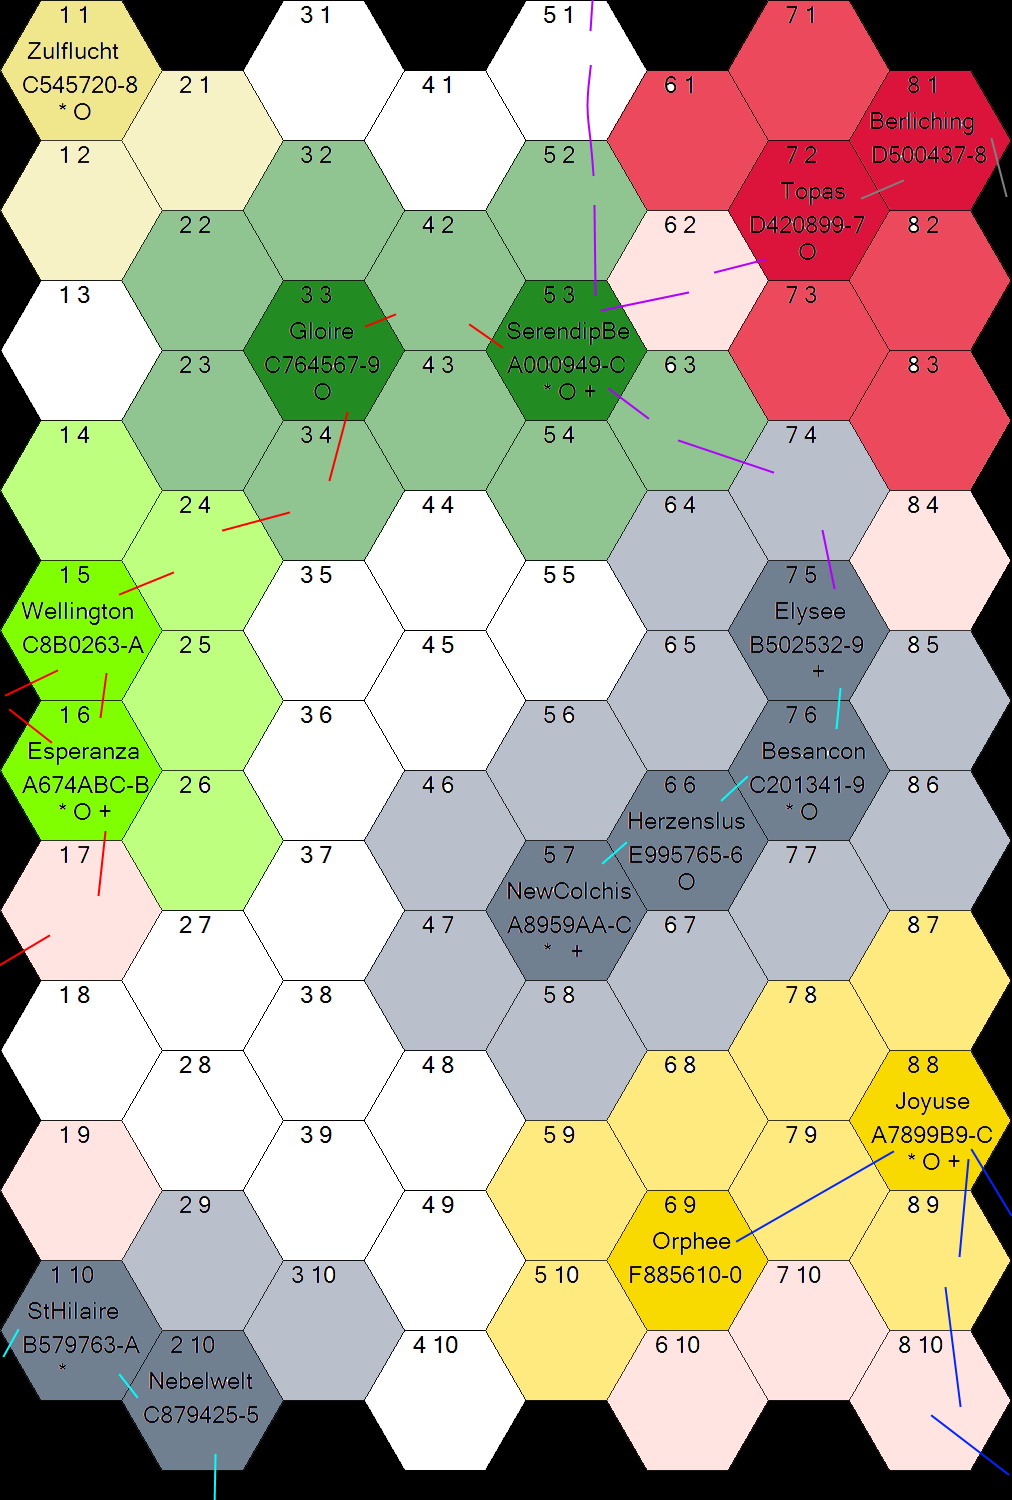 1 1
Zulflucht
C545720-8
* O
1 2
1 3
1 4
1 5
Wellington
C8B0263-A
1 6
Esperanza
A674ABC-B
* O +
1 7
1 8
1 9
1 10
StHilaire
B579763-A
*
2 1
2 2
2 3
2 4
2 5
2 6
2 7
2 8
2 9
2 10
Nebelwelt
C879425-5
3 1
3 2
3 3
Gloire
C764567-9
O
3 4
3 5
3 6
3 7
3 8
3 9
3 10
4 1
4 2
4 3
4 4
4 5
4 6
4 7
4 8
4 9
4 10
5 1
5 2
5 3
SerendipBe
A000949-C
* O +
5 4
5 5
5 6
5 7
NewColchis
A8959AA-C
* +
5 8
5 9
5 10
6 1
6 2
6 3
6 4
6 5
6 6
Herzenslus
E995765-6
O
6 7
6 8
6 9
Orphee
F885610-0
6 10
7 1
7 2
Topas
D420899-7
O
7 3
7 4
7 5
Elysee
B502532-9
+
7 6
Besancon
C201341-9
* O
7 7
7 8
7 9
7 10
8 1
Berliching
D500437-8
8 2
8 3
8 4
8 5
8 6
8 7
8 8
Joyuse
A7899B9-C
* O +
8 9
8 10